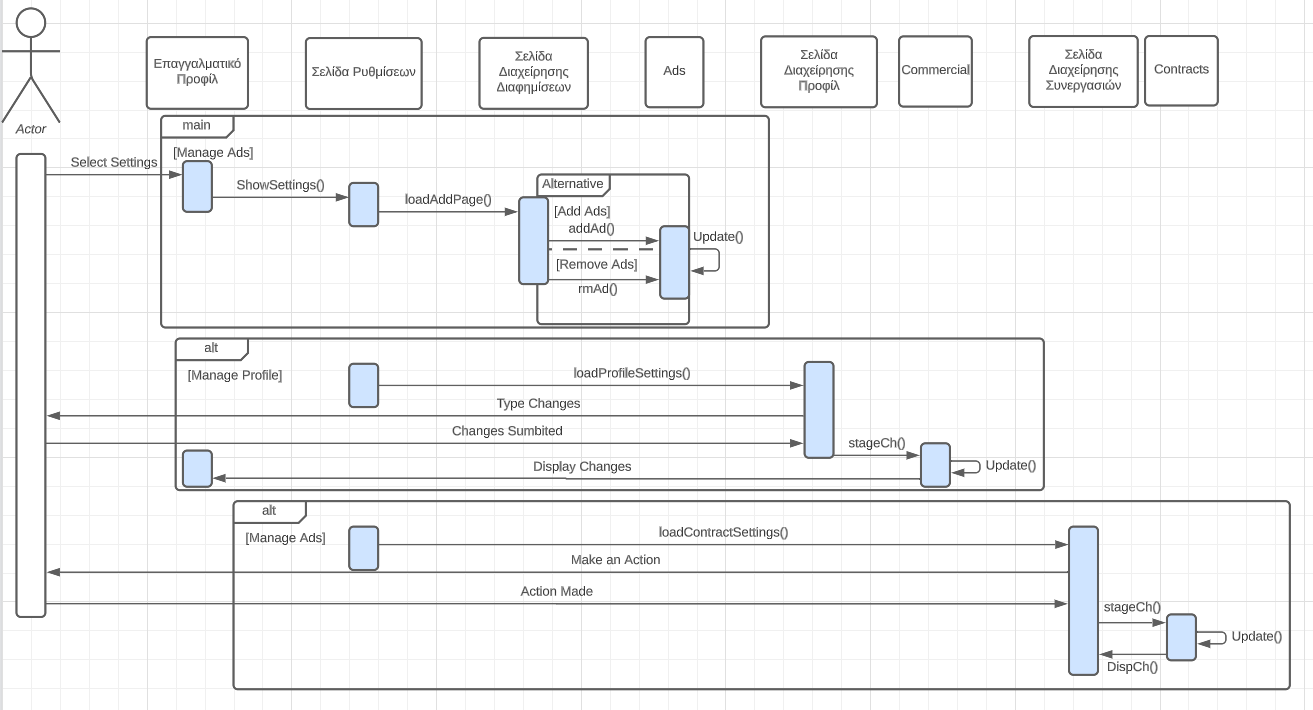 Actor
Επαγγαλματικό
Προφίλ
Σελίδα Ρυθμίσεων
Σελίδα
Διαχείρησης
Διαφημίσεων
Ads
Σελίδα
Διαχείρησης
Προφίλ
Commercial
Σελίδα
Διαχείρησης
Συνεργασιών
Contracts
main
[Manage Ads]
Select Settings
ShowSettings()
loadAddPage()
Alternative
[Add Ads]
addAd()
Update()
[Remove Ads]
rmAd()
alt
[Manage Profile]
loadProfileSettings()
Type Changes
Changes Sumbited
stageCh()
Display Changes
Update()
alt
[Manage Ads]
loadContractSettings()
Make an Action
Action Made
stageCh()
Update()
DispCh()